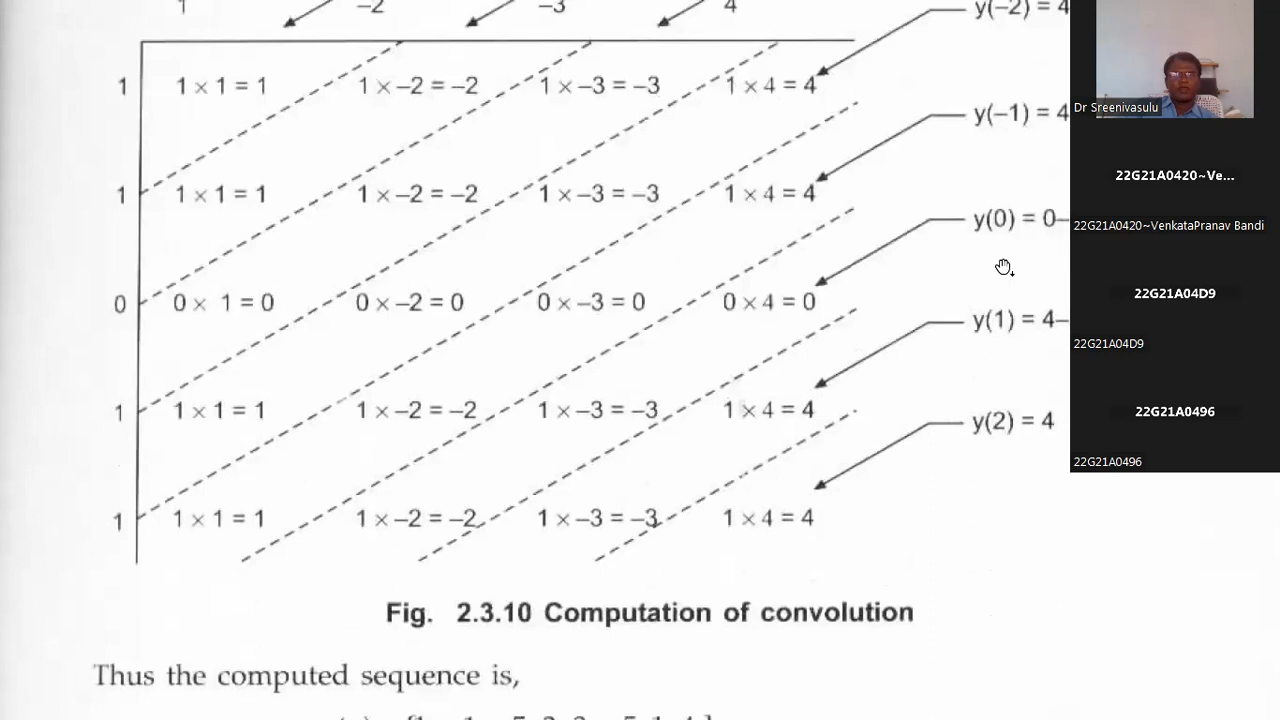 1 –2 –3 4 y(–2) = 4
1 1 × 1 = 1 1 × –2 = –2 1 × –3 = –3 1 × 4 = 4
y(–1) = 4
1 1 × 1 = 1 1 × –2 = –2 1 × –3 = –3 1 × 4 = 4
y(0) = 0–
0 0 × 1 = 0 0 × –2 = 0 0 × –3 = 0 0 × 4 = 0
y(1) = 4–
1 1 × 1 = 1 1 × –2 = –2 1 × –3 = –3 1 × 4 = 4
y(2) = 4
1 1 × 1 = 1 1 × –2 = –2 1 × –3 = –3 1 × 4 = 4
Fig. 2.3.10 Computation of convolution
Thus the computed sequence is,
Dr Sreenivasulu
22G21A0420~Ve...
22G21A0420~VenkataPranav Bandi
22G21A04D9
22G21A04D9
22G21A0496
22G21A0496